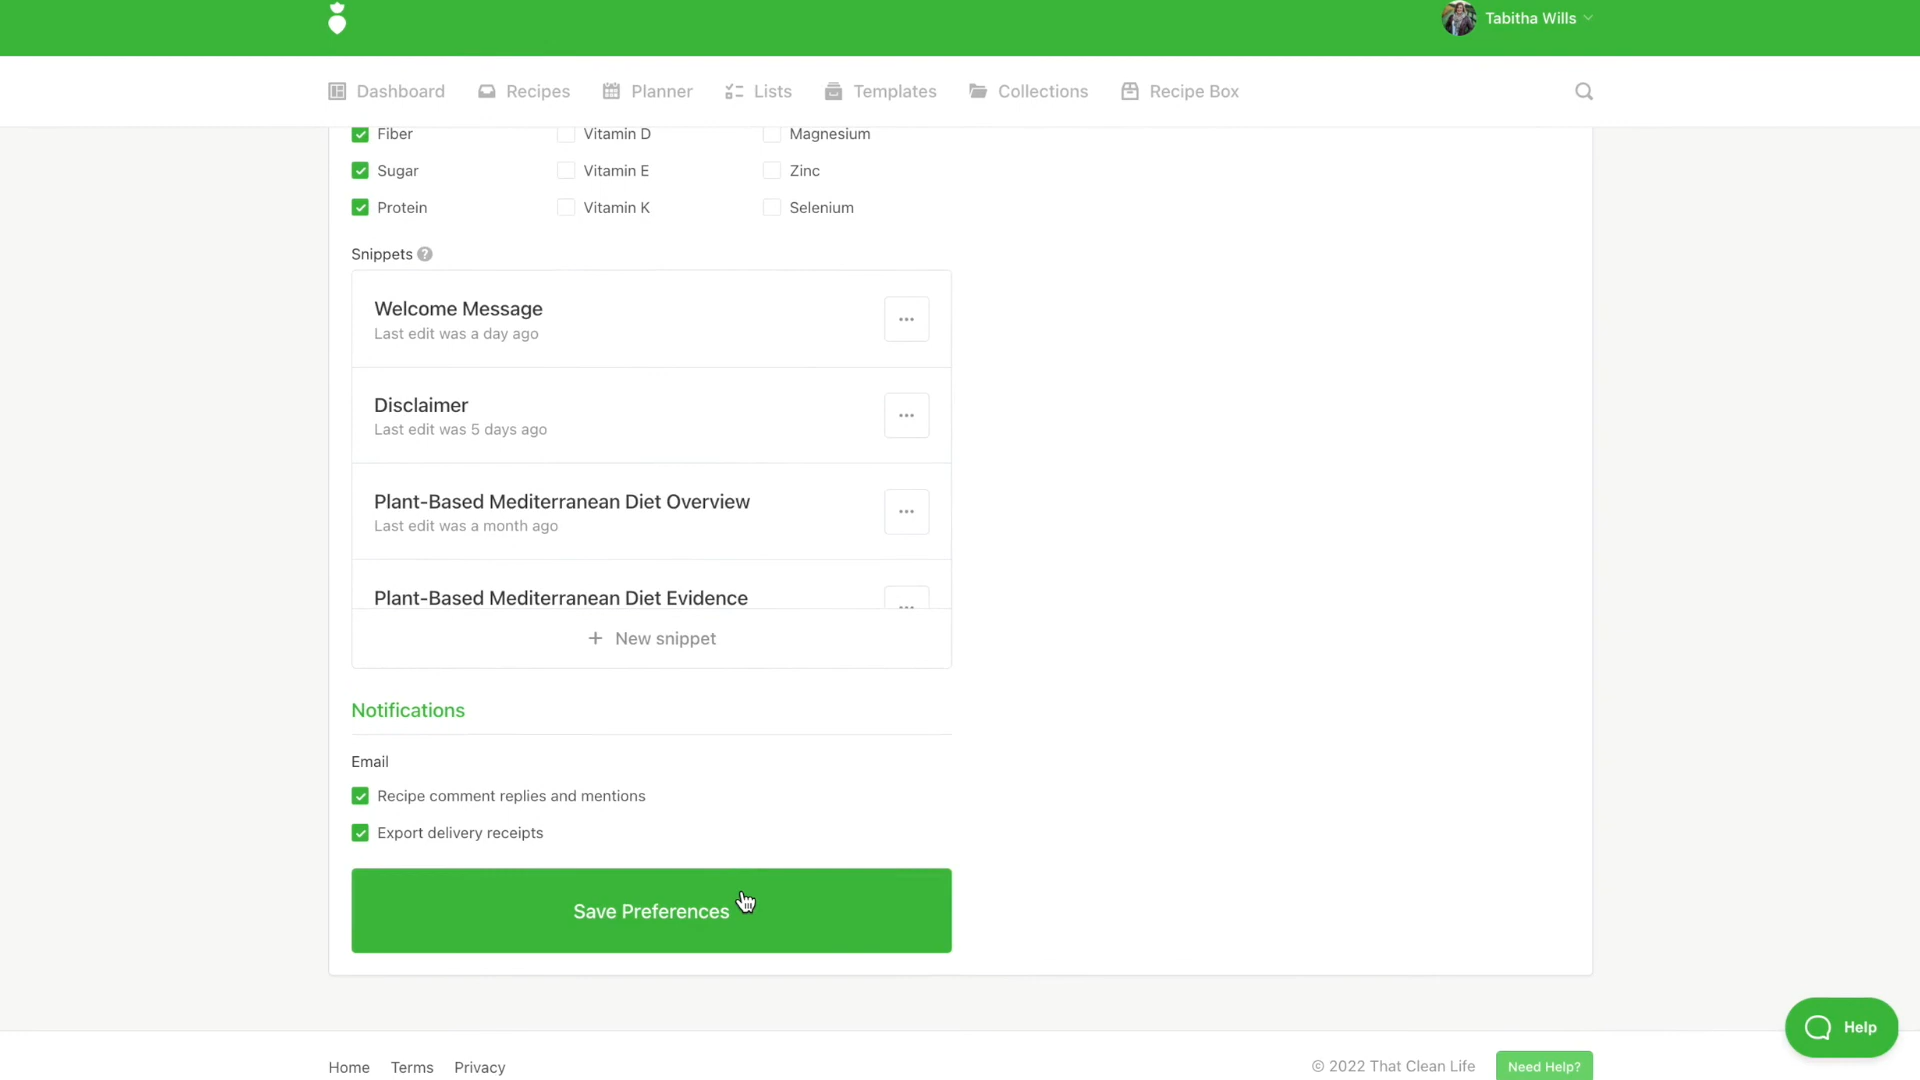 Tabitha Wills
Dashboard Recipes Planner Lists Templates Collections Recipe Box
Fiber Vitamin D Magnesium
Sugar Vitamin E Zinc
Protein Vitamin K Selenium
Snippets ?
Welcome Message
Last edit was a day ago
Disclaimer
Last edit was 5 days ago
Plant-Based Mediterranean Diet Overview
Last edit was a month ago
Plant-Based Mediterranean Diet Evidence
+ New snippet
Notifications
Email
Recipe comment replies and mentions
Export delivery receipts
Save Preferences
Help
Home Terms Privacy © 2022 That Clean Life Need Help?